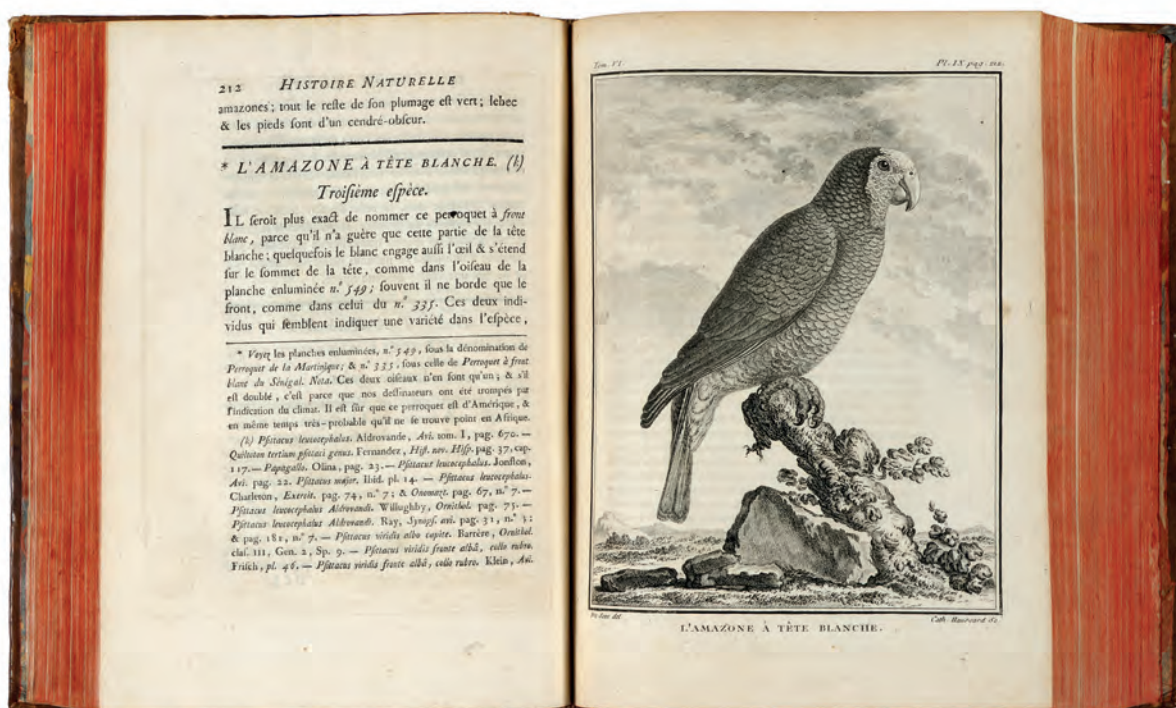 212 HISTOIRE NATURELLE
amazones; tout le reſte de ſon plumage eſt vert; lebec
& les pieds ſont d'un cendré-obſcur.
* L'AMAZONE À TÊTE BLANCHE. (k)
Troiſième eſpèce.
IL ſeroit plus exact de nommer ce perroquet à front
blanc, parce qu'il n'a guère que cette partie de la tête
blanche; quelquefois le blanc engage auſſi l'œil & s'étend
ſur le ſommet de la tête, comme dans l'oiſeau de la
planche enluminée n.° 549; ſouvent il ne borde que le
front, comme dans celui du n.° 335. Ces deux indi-
vidus qui ſemblent indiquer une variété dans l'eſpèce,
* Voyez les planches enluminées, n.° 549, ſous la dénomination de
Perroquet de la Martinique; & n.° 335, ſous celle de Perroquet à front
blanc du Sénégal. Nota. Ces deux oiſeaux n'en font qu'un; & s'il
eſt doublé, c'eſt parce que nos deſſinateurs ont été trompés par
l'indication du climat. Il eſt ſûr que ce perroquet eſt d'Amérique, &
en même temps très-probable qu'il ne ſe trouve point en Afrique.
(k) Pſittacus leucocephalus. Aldrovande, Avi. tom. I, pag. 670. —
Quiltoton tertium pſittaci genus. Fernandez, Hiſt. nov. Hiſp. pag. 37, cap.
117. — Papagallo. Olina, pag. 23. — Pſittacus leucocephalus. Jonſton,
Avi. pag. 22. Pſittacus major. Ibid. pl. 14. — Pſittacus leucocephalus.
Charleton, Exercit. pag. 74, n.° 7; & Onomazt. pag. 67, n.° 7. —
Pſittacus leucocephalus Aldrovandi. Willughby, Ornithol. pag. 75. —
Pſittacus leucocephalus Aldrovandi. Ray, Synopſ. avi. pag. 31, n.° 3;
& pag. 181, n.° 7. — Pſittacus viridis albo capite. Barrère, Ornithol.
claſ. III, Gen. 2, Sp. 9. — Pſittacus viridis fronte albâ, collo rubro.
Friſch, pl. 46. — Pſittacus viridis fronte albâ, collo rubro. Klein, Avi.
Tom. VI. Pl. IX pag. 212.
De Seve del. Cath. Haussard Sc.
L'AMAZONE À TÊTE BLANCHE.